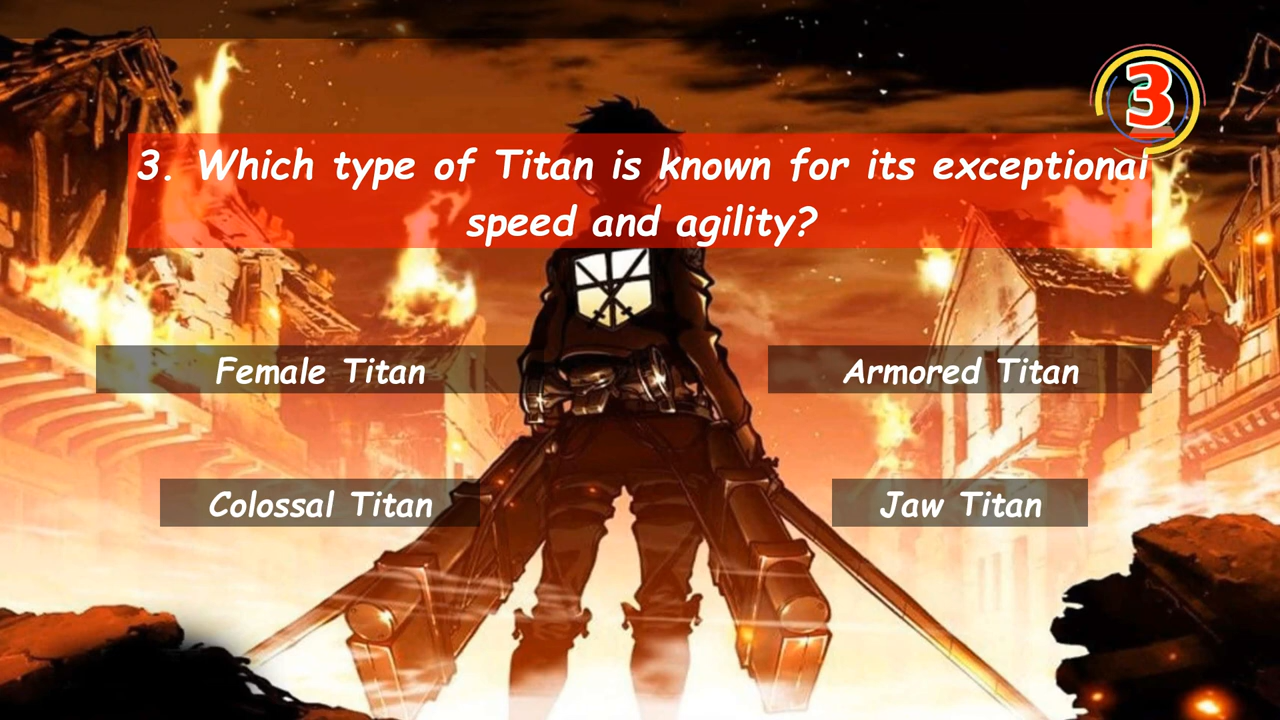 3
3. Which type of Titan is known for its exceptional
speed and agility?
Female Titan
Armored Titan
Colossal Titan
Jaw Titan